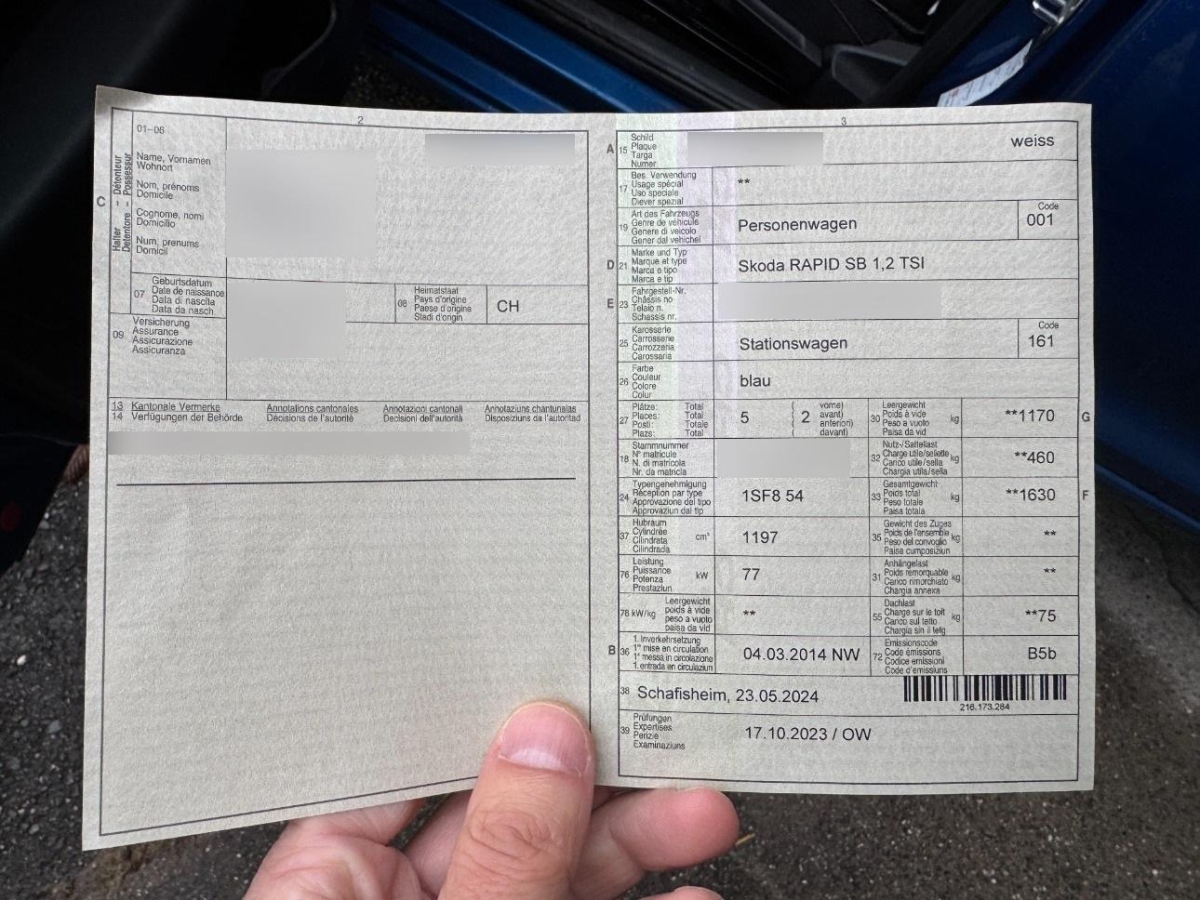 2
01-06
C
Halter - Détenteur
Detentore - Possessur
Name, Vornamen
Wohnort
Nom, prénoms
Domicile
Cognome, nomi
Domicilio
Num, prenums
Domicil
07
Geburtsdatum
Date de naissance
Data di nascita
Data da nasch.
08
Heimatstaat
Pays d'origine
Paese d'origine
Stadi d'origin
CH
09
Versicherung
Assurance
Assicurazione
Assicuranza
13 Kantonale Vermerke
Annotations cantonales
Annotazioni cantonali
Annotaziuns chantunalas
14 Verfügungen der Behörde
Décisions de l'autorité
Decisioni dell'autorità
Disposiziuns da l'autoritad
3
A 15
Schild
Plaque
Targa
Numer
weiss
17
Bes. Verwendung
Usage spécial
Uso speciale
Diever spezial
**
19
Art des Fahrzeugs
Genre de véhicule
Genere di veicolo
Gener dal vehichel
Personenwagen
Code
001
D 21
Marke und Typ
Marque et type
Marca e tipo
Marca e tip
Skoda RAPID SB 1,2 TSI
E 23
Fahrgestell-Nr.
Châssis no
Telaio n.
Schassis nr.
25
Karosserie
Carrosserie
Carrozzeria
Carossaria
Stationswagen
Code
161
26
Farbe
Couleur
Colore
Colur
blau
27
Plätze: Total
Places: Total
Posti: Totale
Plazs: Total
5
2
vorne)
avant)
anteriori)
davant)
30
Leergewicht
Poids à vide
Peso a vuoto
Paisa da vid
kg
**1170
G
18
Stammnummer
N° matricule
N. di matricola
Nr. da matricla
32
Nutz-/Sattellast
Charge utile/sellette
Carico utile/sella
Chargia utila/sella
kg
**460
24
Typengenehmigung
Réception par type
Approvazione del tipo
Approvaziun dal tip
1SF8 54
33
Gesamtgewicht
Poids total
Peso totale
Paisa totala
kg
**1630
F
37
Hubraum
Cylindrée
Cilindrata
Cilindrada
cm³
1197
35
Gewicht des Zuges
Poids de l'ensemble
Peso del convoglio
Paisa cumposiziun
kg
**
76
Leistung
Puissance
Potenza
Prestaziun
kW
77
31
Anhängelast
Poids remorquable
Carico rimorchiato
Chargia annexa
kg
**
78 kW/kg
Leergewicht
poids à vide
peso a vuoto
paisa da vid
**
55
Dachlast
Charge sur le toit
Carico sul tetto
Chargia sin il tetg
kg
**75
B 36
1. Inverkehrsetzung
1re mise en circulation
1a messa in circolazione
1. entrada en circulaziun
04.03.2014 NW
72
Emissionscode
Code émissions
Codice emissioni
Code d'emissiuns
B5b
38
Schafisheim, 23.05.2024
216.173.284
39
Prüfungen
Expertises
Perizie
Examinaziuns
17.10.2023 / OW